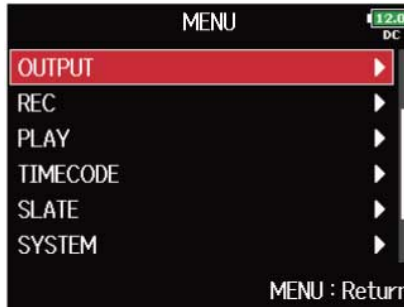 MENU
12.0
DC
OUTPUT
REC
PLAY
TIMECODE
SLATE
SYSTEM
MENU : Return